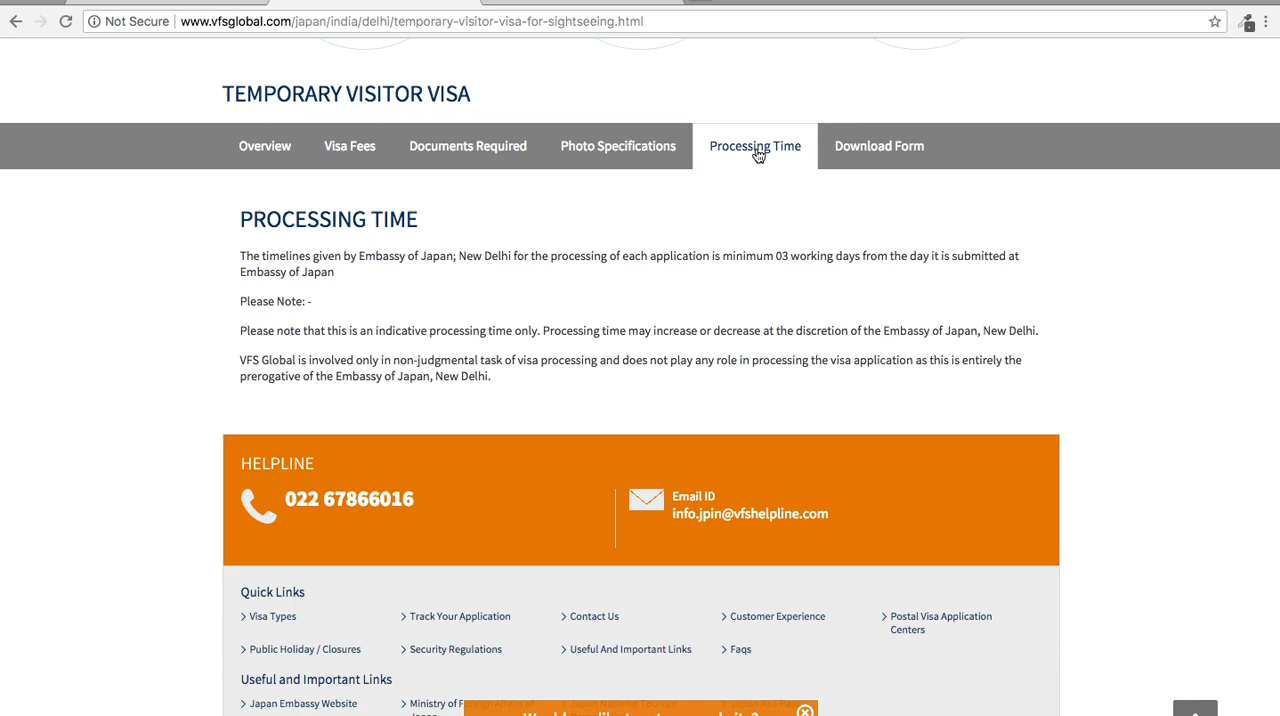 Not Secure www.vfsglobal.com/japan/india/delhi/temporary-visitor-visa-for-sightseeing.html
TEMPORARY VISITOR VISA
Overview Visa Fees Documents Required Photo Specifications Processing Time Download Form
PROCESSING TIME
The timelines given by Embassy of Japan; New Delhi for the processing of each application is minimum 03 working days from the day it is submitted at
Embassy of Japan
Please Note: -
Please note that this is an indicative processing time only. Processing time may increase or decrease at the discretion of the Embassy of Japan, New Delhi.
VFS Global is involved only in non-judgmental task of visa processing and does not play any role in processing the visa application as this is entirely the
prerogative of the Embassy of Japan, New Delhi.
HELPLINE
022 67866016
Email ID
info.jpin@vfshelpline.com
Quick Links
Visa Types Track Your Application Contact Us Customer Experience Postal Visa Application
Centers
Public Holiday / Closures Security Regulations Useful And Important Links Faqs
Useful and Important Links
Japan Embassy Website Ministry of Foreign Affairs of Japan National Tourism Japan Rail Pass